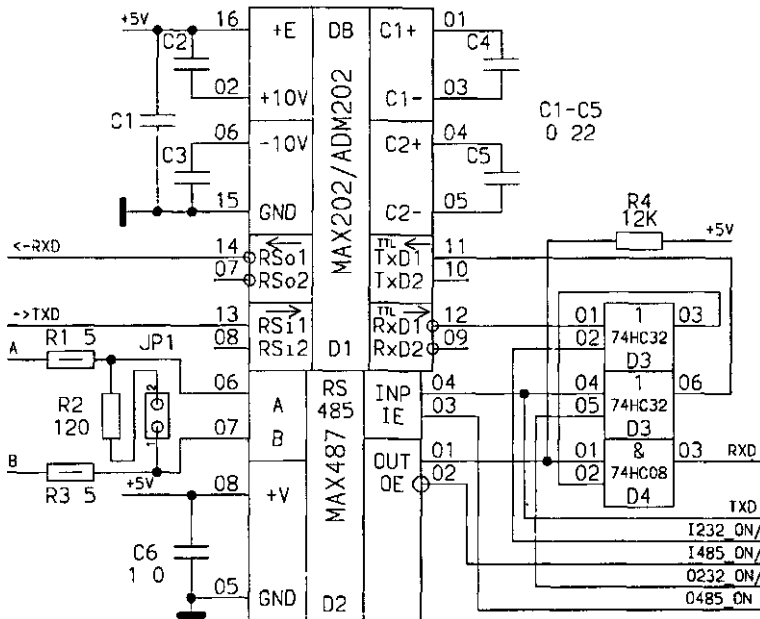 +5V 16 +E DB C1+ 01
C2 C4
02 +10V C1- 03
C1 C1-C5
0 22
06 -10V C2+ 04
C3 C5
15 GND C2- 05
MAX202/ADM202
R4
12K
+5V
<-RXD 14 RSo1 TTL TxD1 11
07 RSo2 TxD2 10
->TXD 13 RSi1 TTL RxD1 12
08 RSi2 D1 RxD2 09
01 1 03
02 74HC32
D3
A R1 5 JP1
R2
120
2
1
06 A RS
485 INP 04
07 B IE 03
04 1 06
05 74HC32
D3
MAX487
OUT 01
OE 02
01 & 03 RXD
02 74HC08
D4
B R3 5
+5V 08 +V
C6
1 0
05 GND D2
TXD
I232_ON/
I485_ON/
O232_ON/
O485_ON